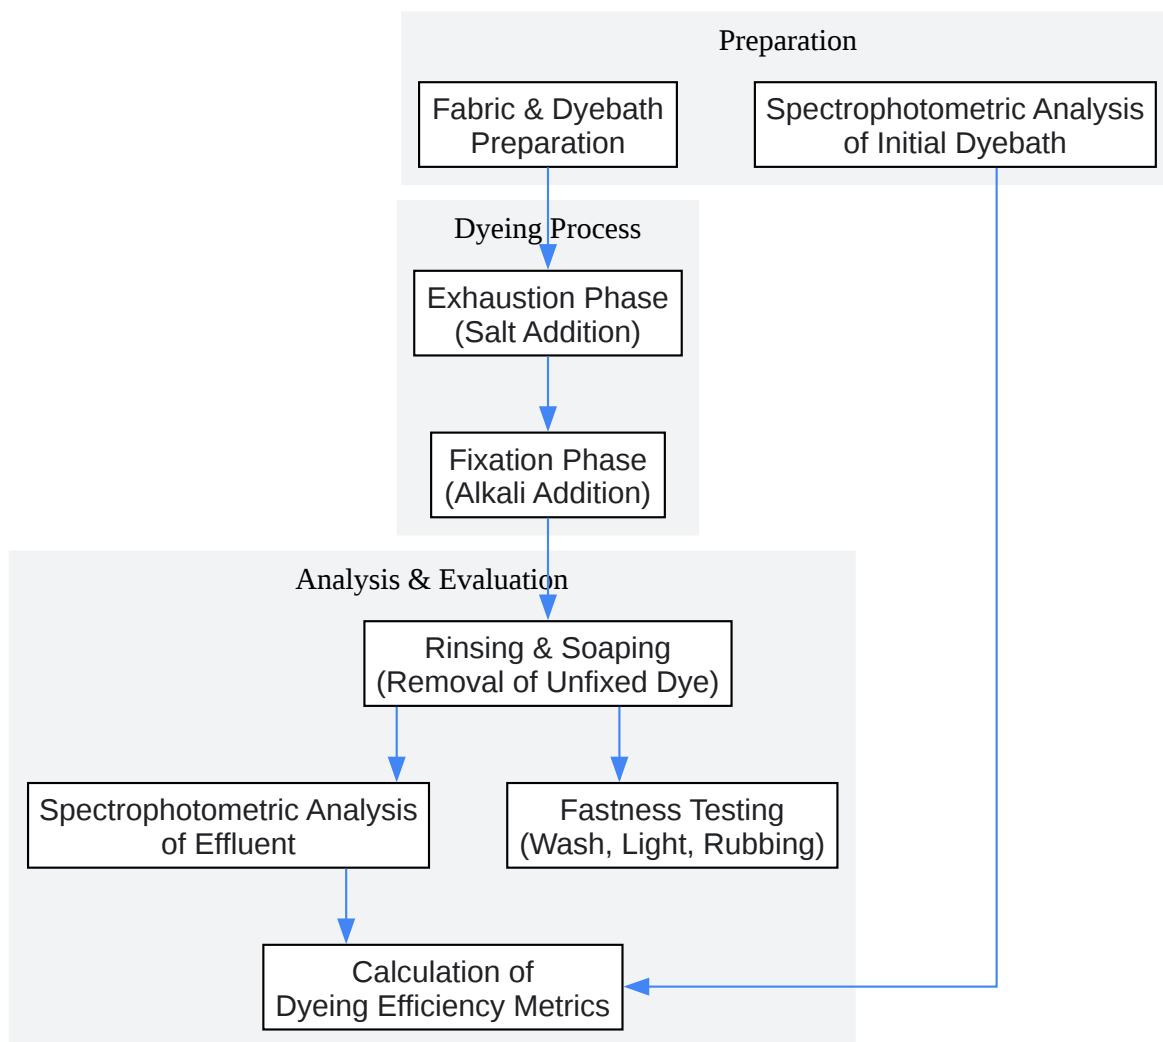 Preparation
Fabric & Dyebath
Preparation
Spectrophotometric Analysis
of Initial Dyebath
Dyeing Process
Exhaustion Phase
(Salt Addition)
Fixation Phase
(Alkali Addition)
Analysis & Evaluation
Rinsing & Soaping
(Removal of Unfixed Dye)
Spectrophotometric Analysis
of Effluent
Fastness Testing
(Wash, Light, Rubbing)
Calculation of
Dyeing Efficiency Metrics